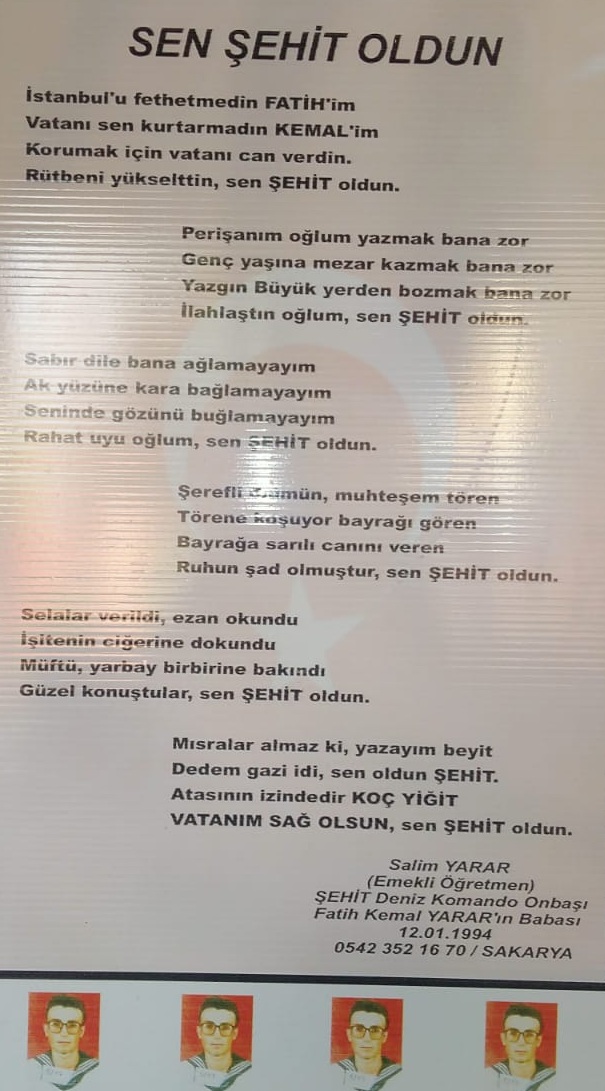 SEN ŞEHİT OLDUN
İstanbul'u fethetmedin FATİH'im
Vatanı sen kurtarmadın KEMAL'im
Korumak için vatanı can verdin.
Rütbeni yükselttin, sen ŞEHİT oldun.
Perişanım oğlum yazmak bana zor
Genç yaşına mezar kazmak bana zor
Yazgın Büyük yerden bozmak bana zor
İlahlaştın oğlum, sen ŞEHİT oldun.
Sabır dile bana ağlamayayım
Ak yüzüne kara bağlamayayım
Seninde gözünü buğlamayayım
Rahat uyu oğlum, sen ŞEHİT oldun.
Şerefli muhteşem tören
Törene koşuyor bayrağı gören
Bayrağa sarılı canını veren
Ruhun şad olmuştur, sen ŞEHİT oldun.
Selalar verildi, ezan okundu
İşitenin ciğerine dokundu
Müftü, yarbay birbirine bakındı
Güzel konuştular, sen ŞEHİT oldun.
Mısralar almaz ki, yazayım beyit
Dedem gazi idi, sen oldun ŞEHİT.
Atasının izindedir KOÇ YİĞİT
VATANIM SAĞ OLSUN, sen ŞEHİT oldun.
Salim YARAR
(Emekli Öğretmen)
ŞEHİT Deniz Komando Onbaşı
Fatih Kemal YARAR'ın Babası
12.01.1994
0542 352 16 70 / SAKARYA